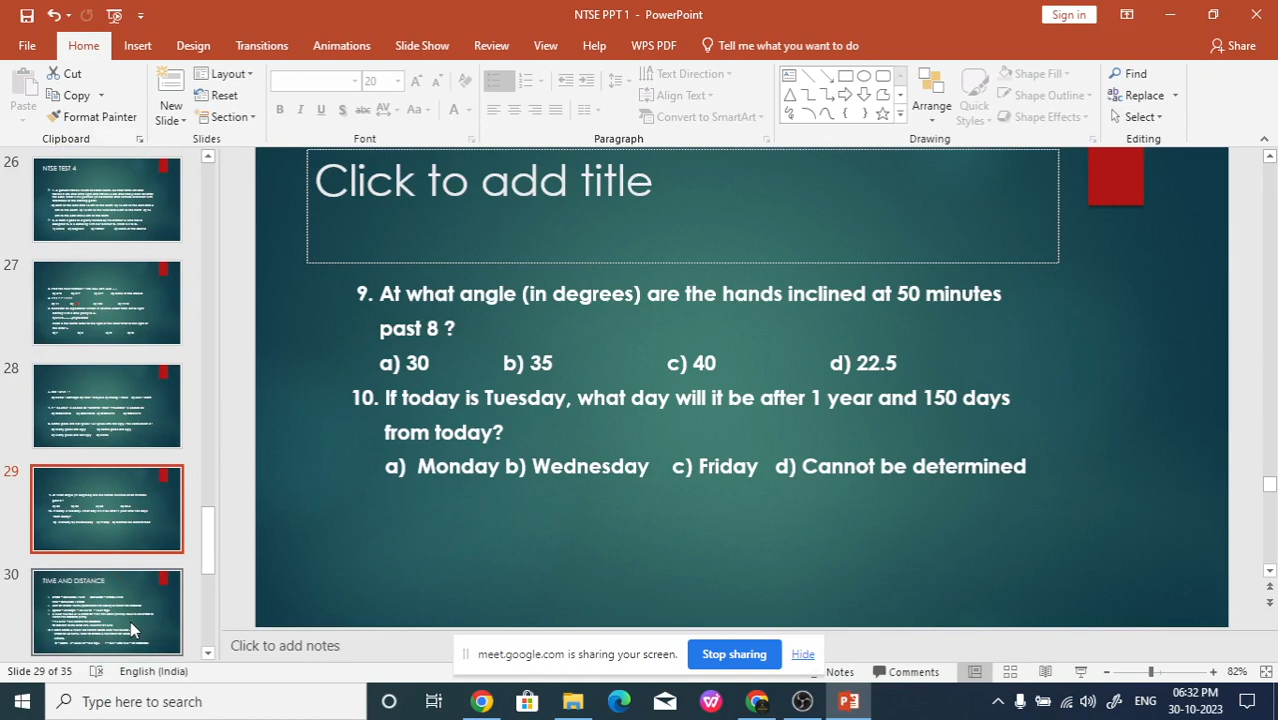 NTSE PPT 1 - PowerPoint
Sign in
File Home Insert Design Transitions Animations Slide Show Review View Help WPS PDF Tell me what you want to do Share
Paste
Cut
Copy
Format Painter
Clipboard
New Slide
Layout
Reset
Section
Slides
20
Font
Text Direction
Align Text
Convert to SmartArt
Paragraph
Arrange
Quick Styles
Shape Fill
Shape Outline
Shape Effects
Drawing
Find
Replace
Select
Editing
26
NTSE TEST 4
27
28
29
30
TIME AND DISTANCE
Click to add title
9. At what angle (in degrees) are the hands inclined at 50 minutes
past 8 ?
a) 30 b) 35 c) 40 d) 22.5
10. If today is Tuesday, what day will it be after 1 year and 150 days
from today?
a) Monday b) Wednesday c) Friday d) Cannot be determined
Click to add notes
meet.google.com is sharing your screen. Stop sharing Hide
Slide 29 of 35 English (India) Notes Comments 82%
Type here to search
ENG
06:32 PM
30-10-2023